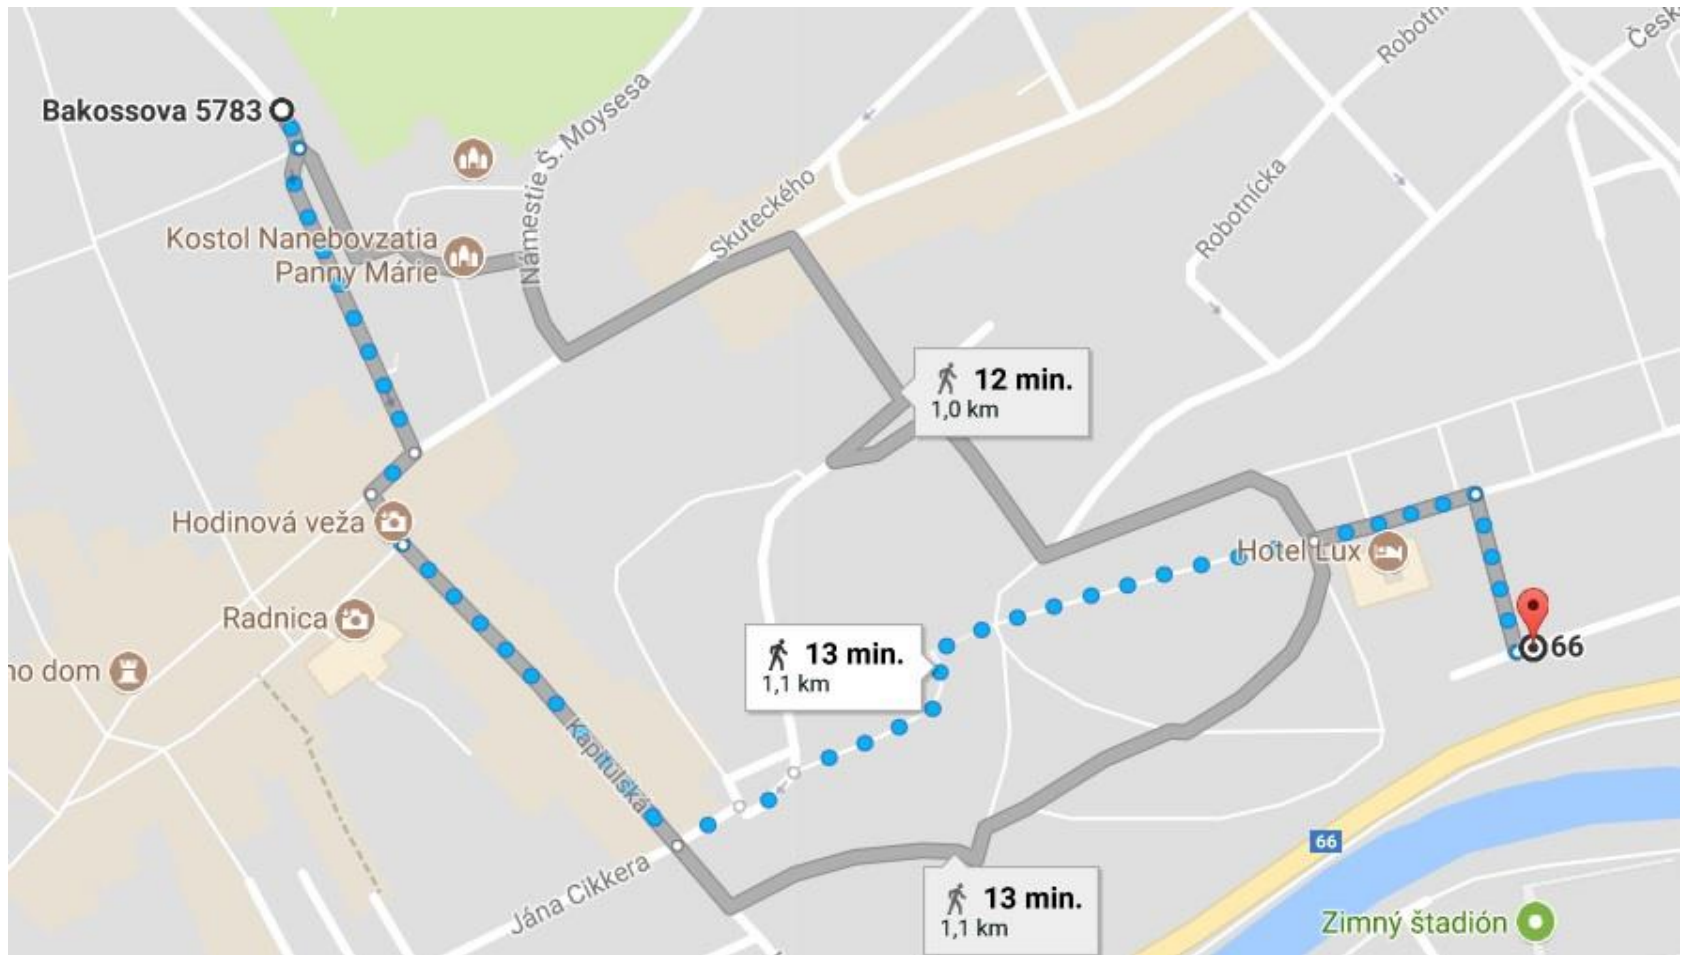 Robotn
Česk
Bakossova 5783
Námestie Š. Moysesa
Skuteckého
Robotnícka
Kostol Nanebovzatia
Panny Márie
12 min.
1,0 km
Hodinová veža
Hotel Lux
Radnica
13 min.
1,1 km
66
ho dom
Kapitulská
66
Jána Cikkera
13 min.
1,1 km
Zimný štadión